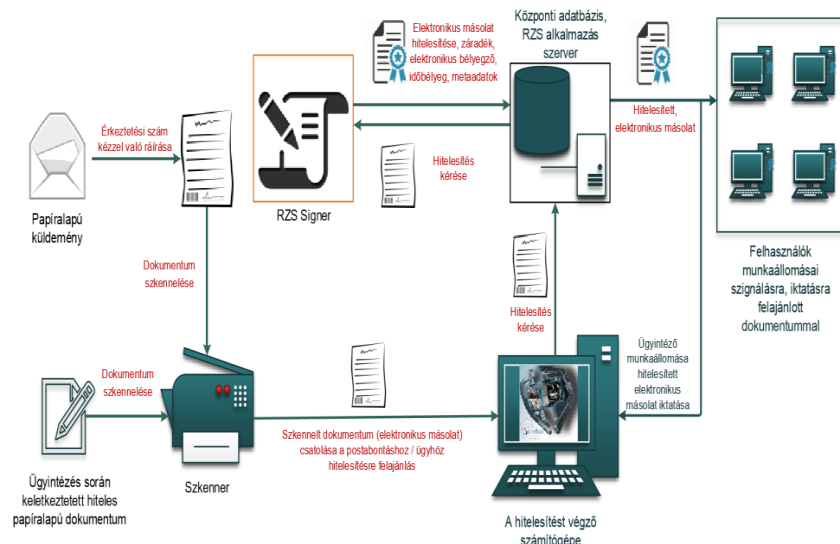 Elektronikus másolat
hitelesítése, záradék,
elektronikus bélyegző,
időbélyeg, metaadatok
Központi adatbázis,
RZS alkalmazás
szerver
Érkeztetési szám
kézzel való ráírása
Hitelesítés
kérése
Hitelesített,
elektronikus másolat
Papíralapú
küldemény
RZS Signer
Felhasználók
munkaállomásai
szignálásra, iktatásra
felajánlott
dokumentummal
Dokumentum
szkennelése
Hitelesítés
kérése
Dokumentum
szkennelése
Ügyintéző
munkaállomása
hitelesített
elektronikus
másolat iktatása
Szkennelt dokumentum (elektronikus másolat)
csatolása a postabontáshoz / ügyhöz
hitelesítésre felajánlás
Ügyintézés során
keletkeztetett hiteles
papíralapú dokumentum
Szkenner
A hitelesítést végző
számítógépe